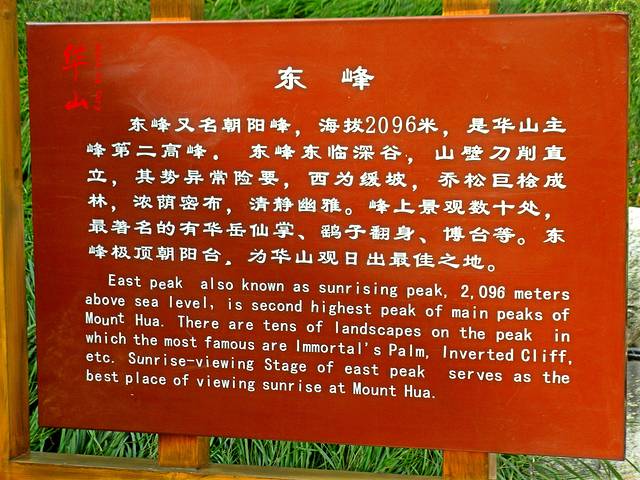 华山
东 峰
东峰又名朝阳峰，海拔2096米，是华山主
峰第二高峰。东峰东临深谷，山壁刀削直
立，其势异常险要，西为缓坡，乔松巨桧成
林，浓荫密布，清静幽雅。峰上景观数十处，
最著名的有华岳仙掌、鹞子翻身、博台等。东
峰极顶朝阳台，为华山观日出最佳之地。
East peak also known as sunrising peak, 2,096 meters
above sea level, is second highest peak of main peaks of
Mount Hua. There are tens of landscapes on the peak in
which the most famous are Immortal's Palm, Inverted Cliff,
etc. Sunrise-viewing Stage of east peak serves as the
best place of viewing sunrise at Mount Hua.